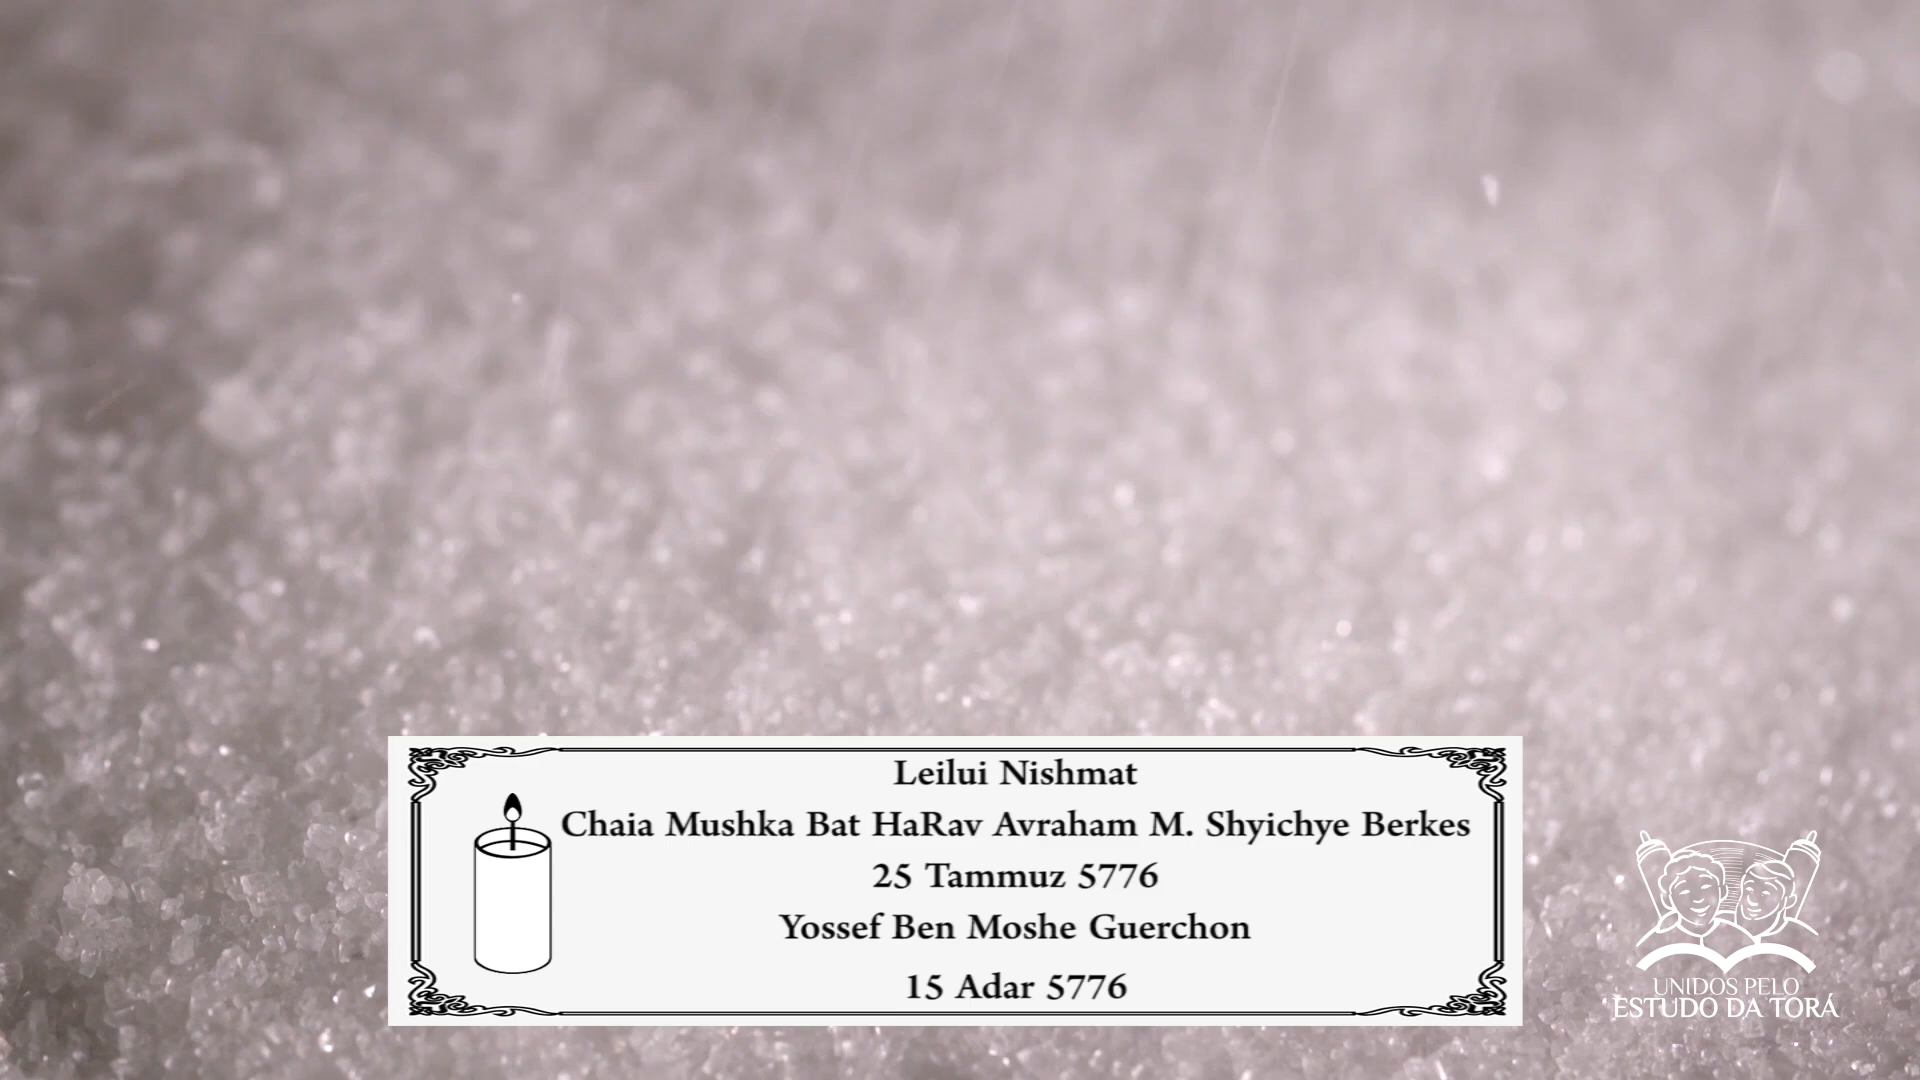 Leilui Nishmat
Chaia Mushka Bat HaRav Avraham M. Shyichye Berkes
25 Tammuz 5776
Yossef Ben Moshe Guerchon
15 Adar 5776
UNIDOS PELO
ESTUDO DA TORÁ